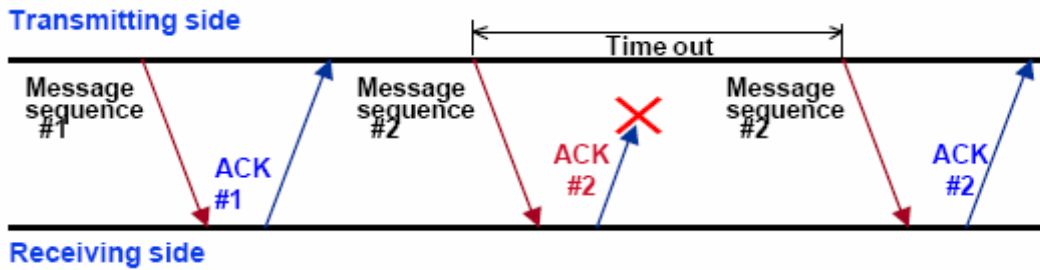 Transmitting side
Time out
Message
sequence
#1
ACK
#1
Message
sequence
#2
ACK
#2
Message
sequence
#2
ACK
#2
Receiving side